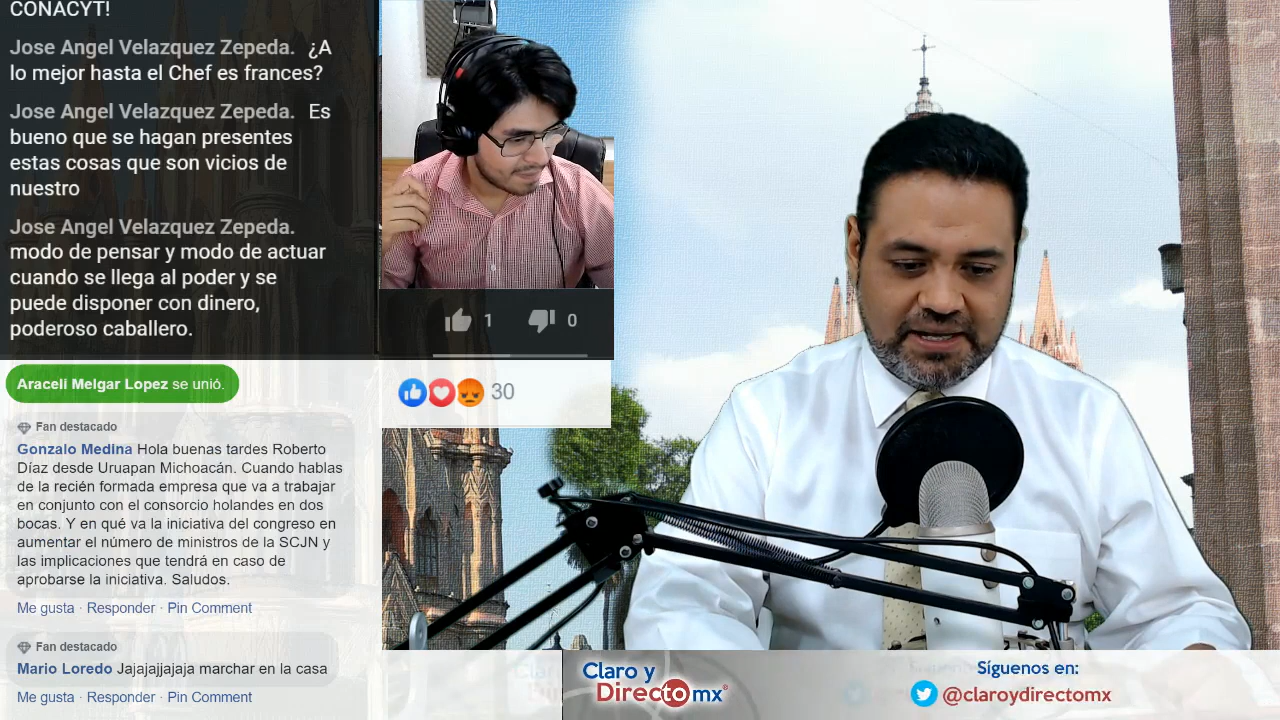 CONACYT!
Jose Angel Velazquez Zepeda. ¿A
lo mejor hasta el Chef es frances?
Jose Angel Velazquez Zepeda. Es
bueno que se hagan presentes
estas cosas que son vicios de
nuestro
Jose Angel Velazquez Zepeda.
modo de pensar y modo de actuar
cuando se llega al poder y se
puede disponer con dinero,
poderoso caballero.
1 0
Araceli Melgar Lopez se unió.
30
Fan destacado
Gonzalo Medina Hola buenas tardes Roberto
Díaz desde Uruapan Michoacán. Cuando hablas
de la recién formada empresa que va a trabajar
en conjunto con el consorcio holandes en dos
bocas. Y en qué va la iniciativa del congreso en
aumentar el número de ministros de la SCJN y
las implicaciones que tendrá en caso de
aprobarse la iniciativa. Saludos.
Me gusta · Responder · Pin Comment
Fan destacado
Mario Loredo Jajajajjajaja marchar en la casa
Me gusta · Responder · Pin Comment
Claro y
Directomx®
Síguenos en:
@claroydirectomx